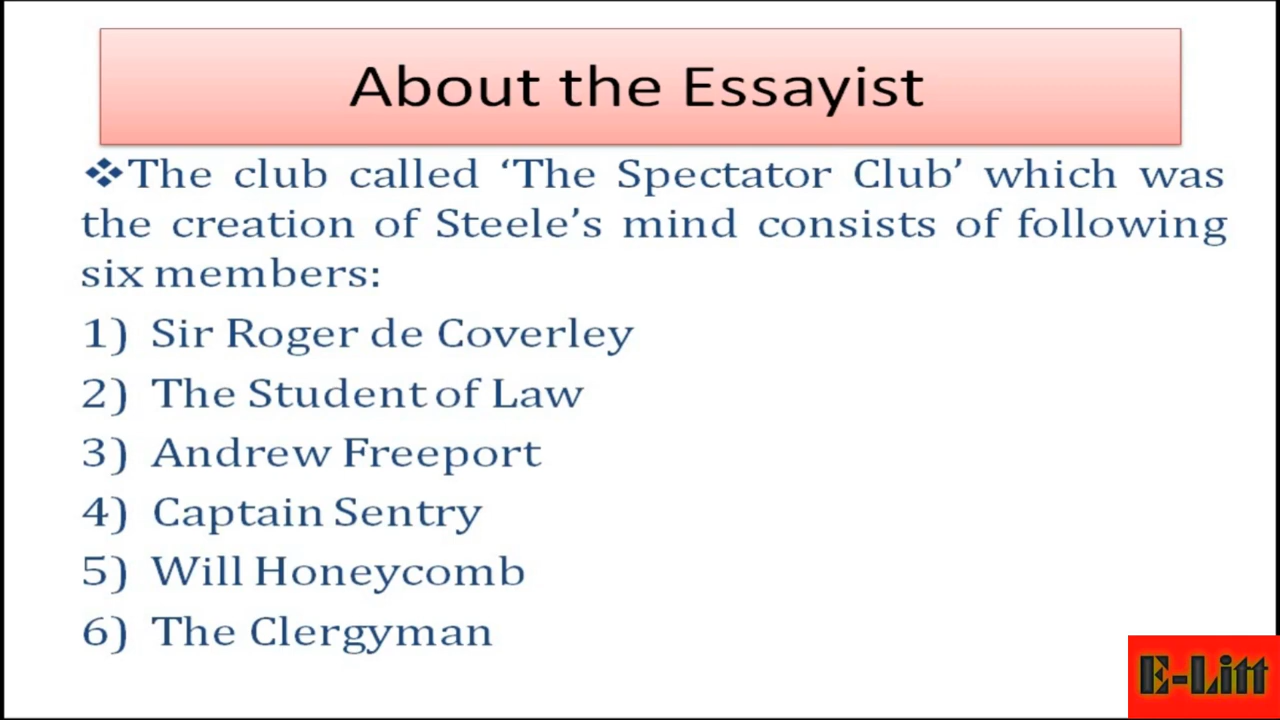 About the Essayist
❖The club called ‘The Spectator Club’ which was
the creation of Steele’s mind consists of following
six members:
1) Sir Roger de Coverley
2) The Student of Law
3) Andrew Freeport
4) Captain Sentry
5) Will Honeycomb
6) The Clergyman
E-Litt